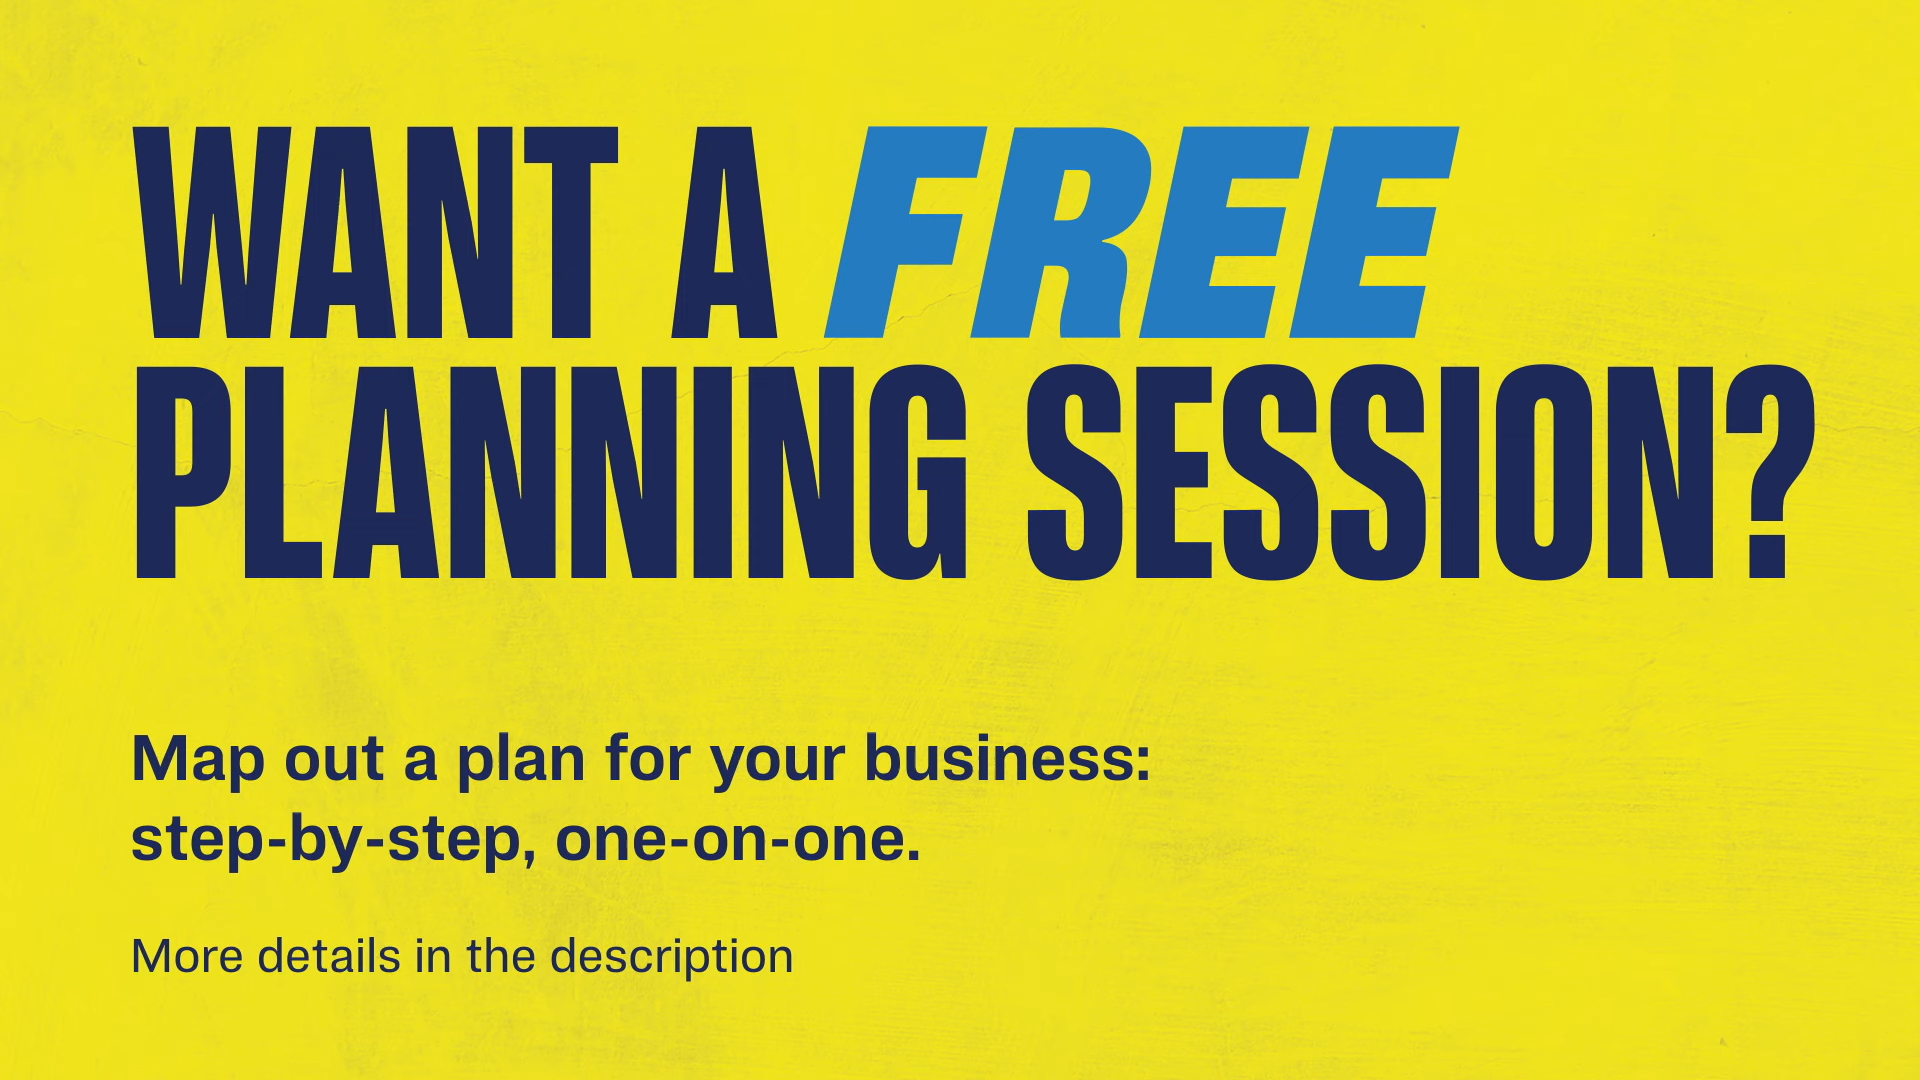 WANT A FREE
PLANNING SESSION?
Map out a plan for your business:
step-by-step, one-on-one.
More details in the description